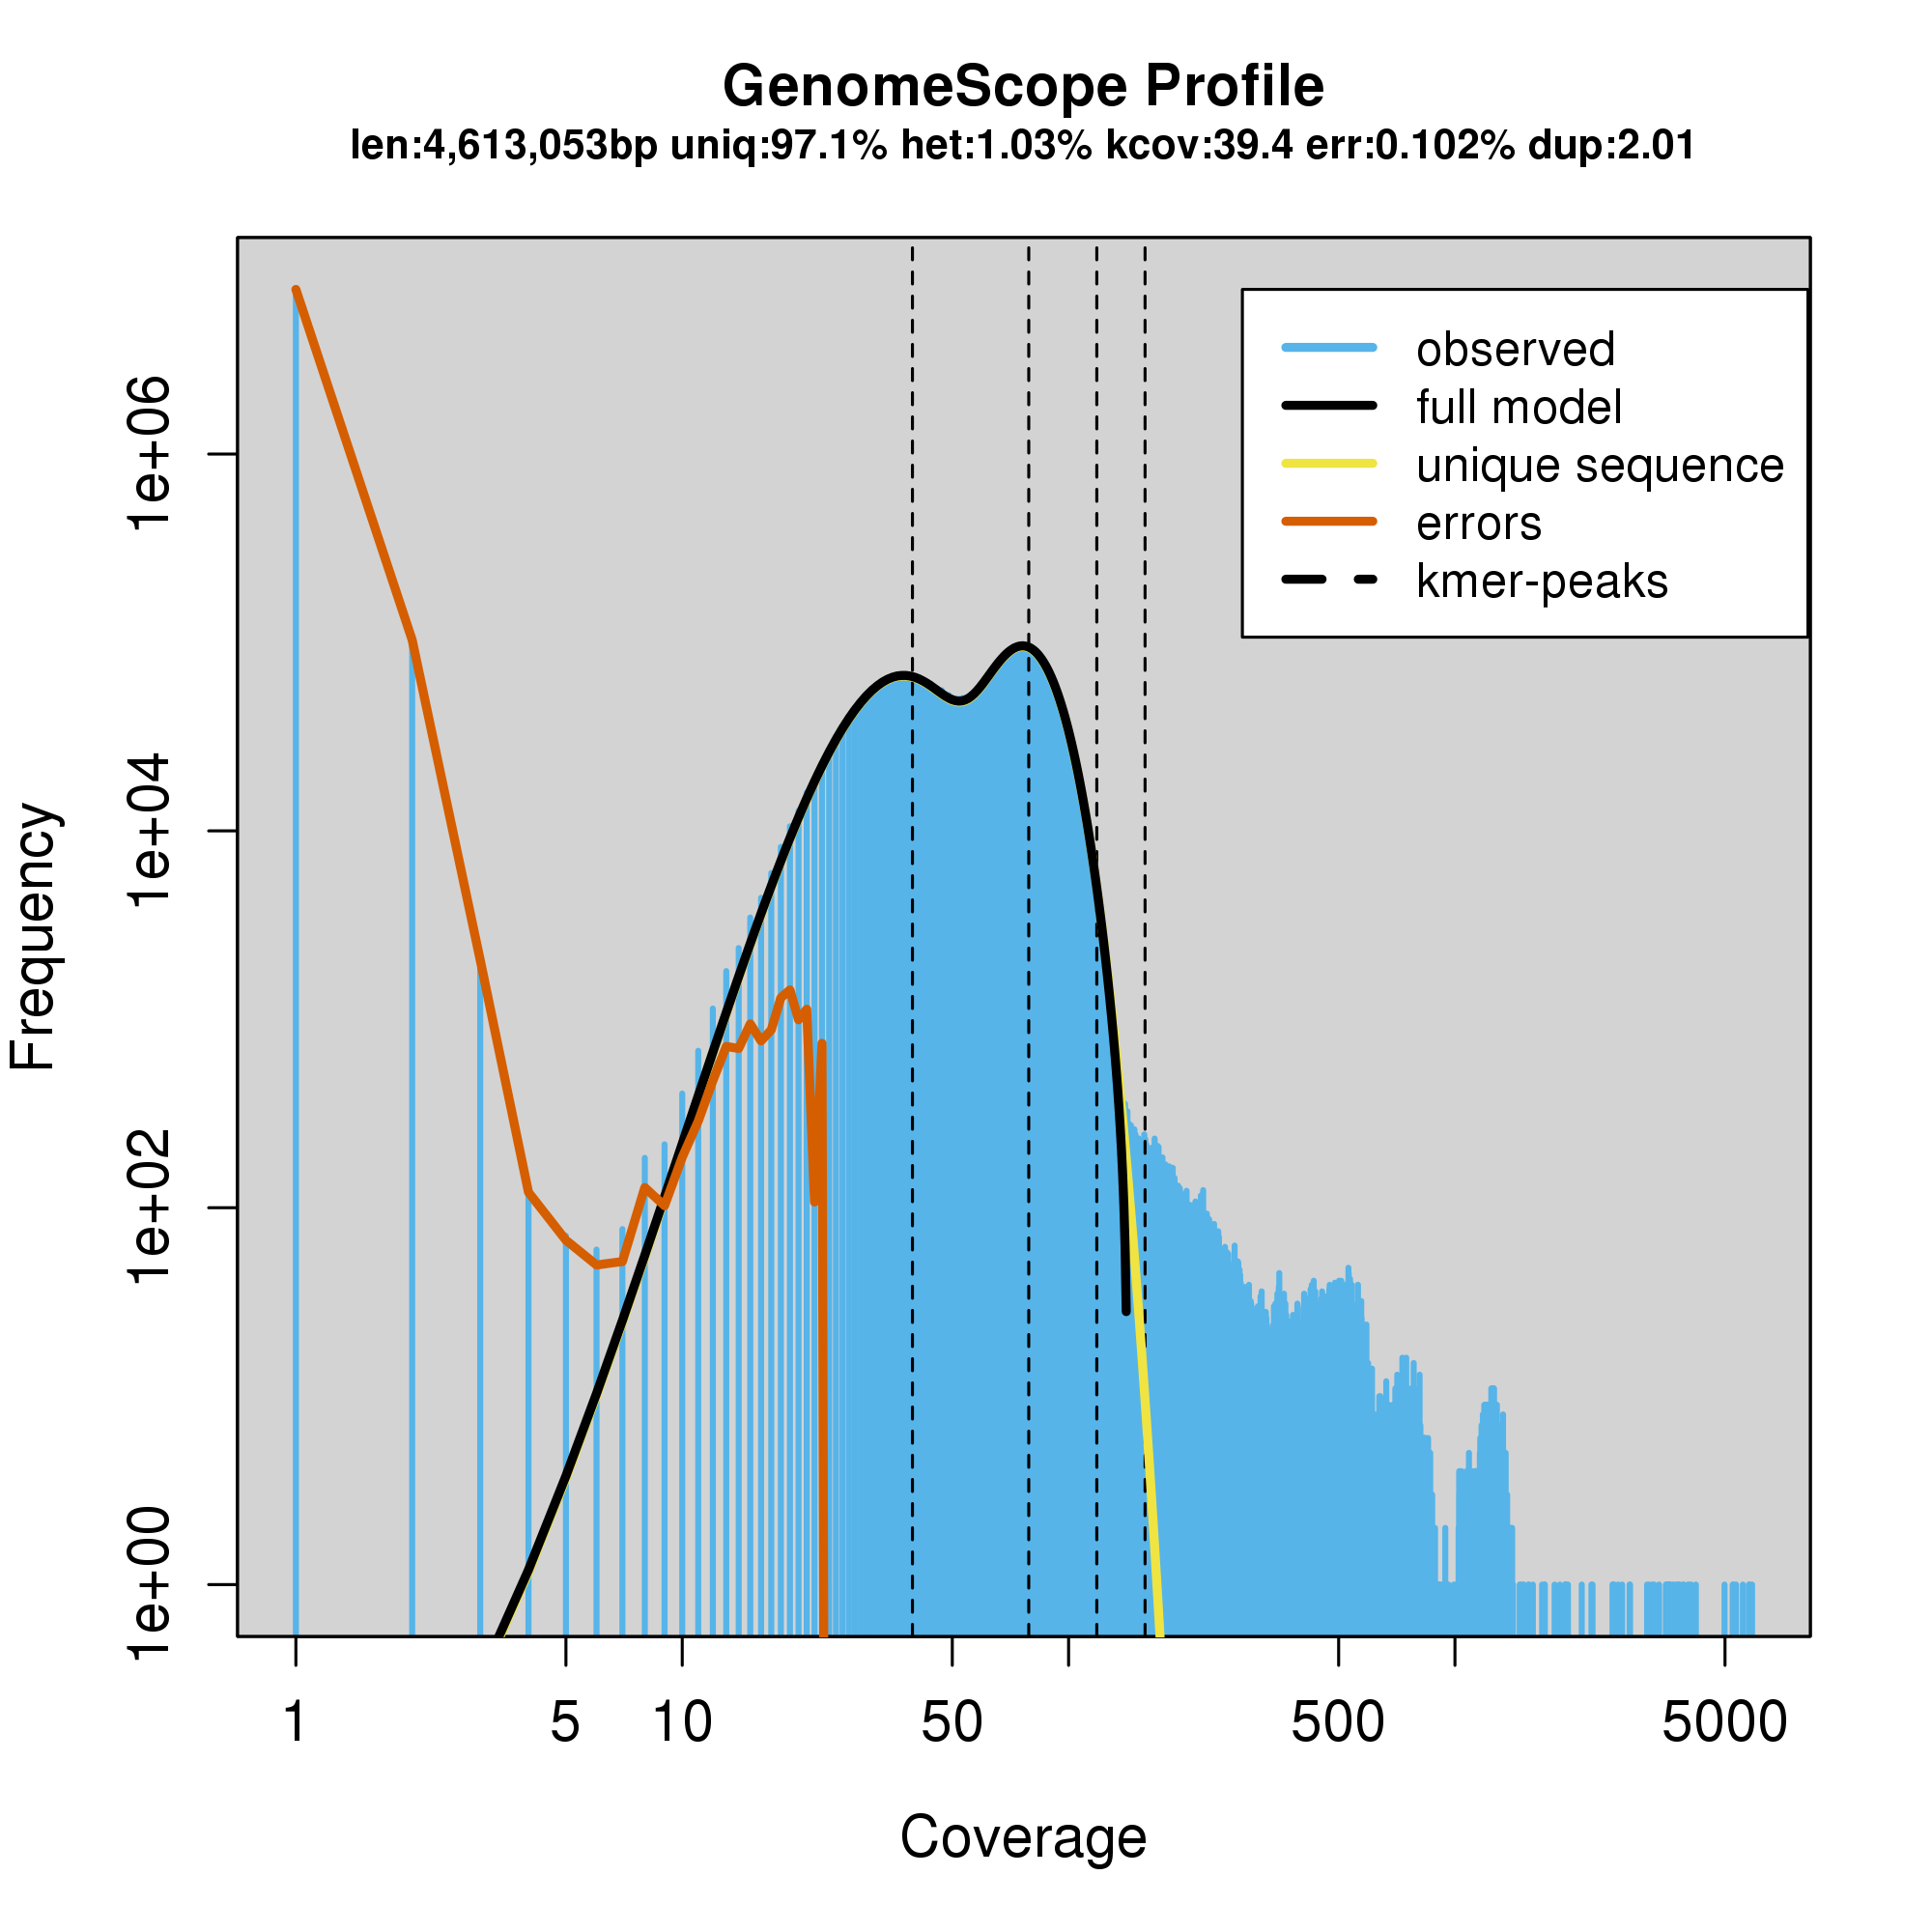 GenomeScope Profile
len:4,613,053bp uniq:97.1% het:1.03% kcov:39.4 err:0.102% dup:2.01
observed
full model
unique sequence
errors
kmer-peaks
Frequency
1e+06
1e+04
1e+02
1e+00
1 5 10 50 500 5000
Coverage